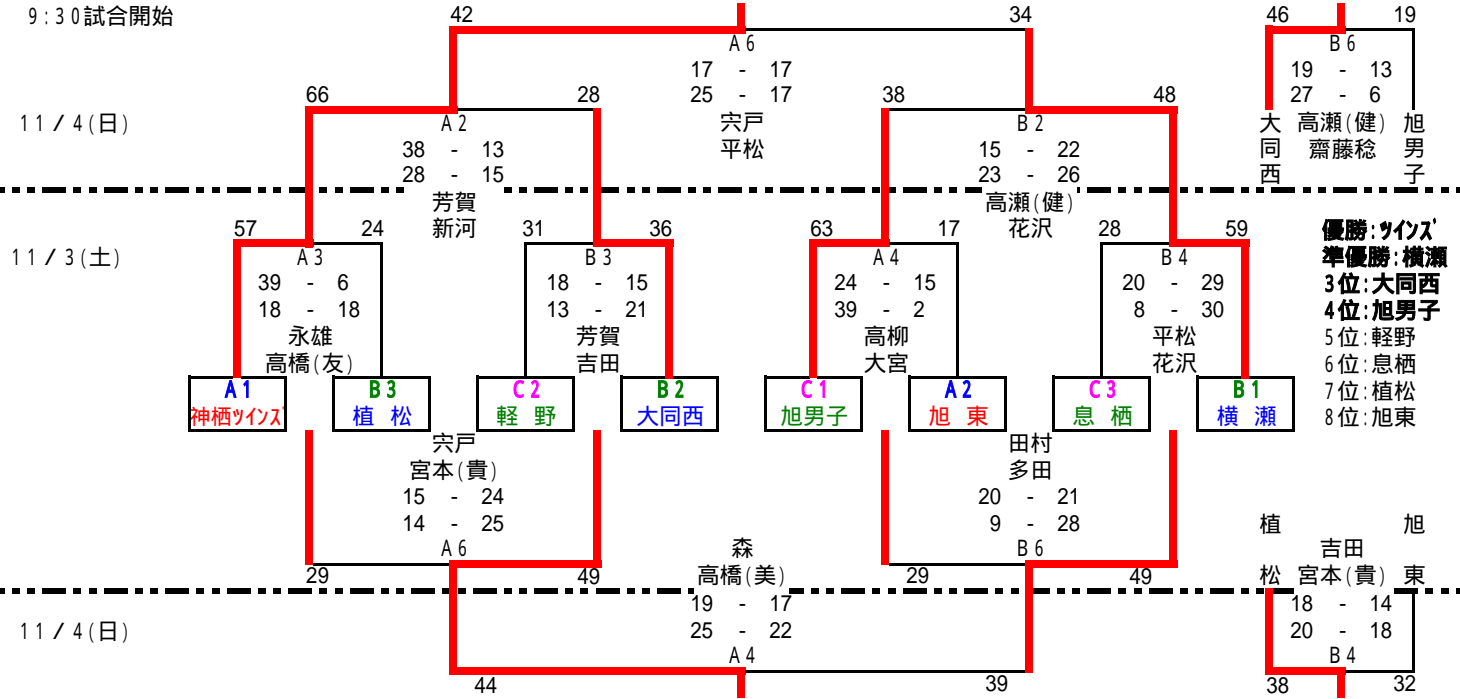 9:30試合開始
42 34 46 19
A6 B6
17 - 17 19 - 13
25 - 17 27 - 6
66 28 38 48
11/4(日)
A2 宍戸 B2 大同西 高瀬(健) 旭男子
平松 齋藤稔
38 - 13 15 - 22
28 - 15 23 - 26
芳賀 高瀬(健)
新河 花沢
57 24 31 36 63 17 28 59
11/3(土)
A3 B3 A4 B4
39 - 6 18 - 15 24 - 15 20 - 29
18 - 18 13 - 21 39 - 2 8 - 30
永雄 芳賀 高柳 平松
高橋(友) 吉田 大宮 花沢
優勝:ツインズ
準優勝:横瀬
3位:大同西
4位:旭男子
5位:軽野
6位:息栖
7位:植松
8位:旭東
A1 B3 C2 B2 C1 A2 C3 B1
神栖ツインズ 植松 軽野 大同西 旭男子 旭東 息栖 横瀬
宍戸 田村
宮本(貴) 多田
15 - 24 20 - 21
14 - 25 9 - 28
A6 B6
29 49 29 49
森 植松 吉田 旭東
高橋(美) 宮本(貴)
19 - 17 18 - 14
25 - 22 20 - 18
11/4(日)
A4 B4
44 39 38 32